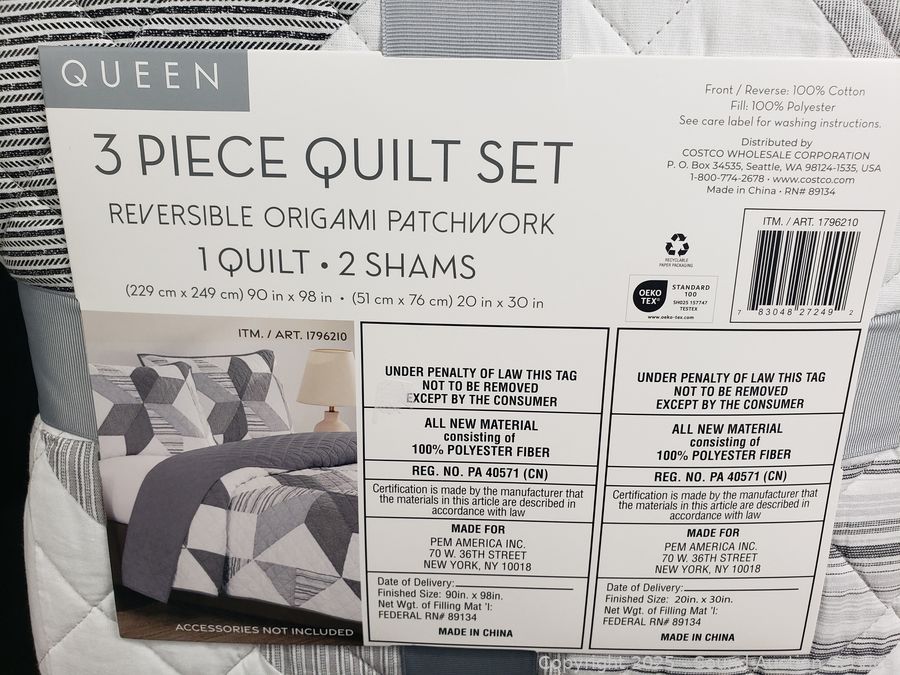 QUEEN
3 PIECE QUILT SET
REVERSIBLE ORIGAMI PATCHWORK
1 QUILT • 2 SHAMS
(229 cm x 249 cm) 90 in x 98 in • (51 cm x 76 cm) 20 in x 30 in
Front / Reverse: 100% Cotton
Fill: 100% Polyester
See care label for washing instructions.
Distributed by
COSTCO WHOLESALE CORPORATION
P. O. Box 34535, Seattle, WA 98124-1535, USA
1-800-774-2678 • www.costco.com
Made in China • RN# 89134
RECYCLABLE
PAPER PACKAGING
OEKO
TEX®
STANDARD
100
SH025 157747
TESTEX
www.oeko-tex.com
ITM. / ART. 1796210
7 83048 27249 2
ITM. / ART. 1796210
ACCESSORIES NOT INCLUDED
UNDER PENALTY OF LAW THIS TAG
NOT TO BE REMOVED
EXCEPT BY THE CONSUMER
ALL NEW MATERIAL
consisting of
100% POLYESTER FIBER
REG. NO. PA 40571 (CN)
Certification is made by the manufacturer that
the materials in this article are described in
accordance with law
MADE FOR
PEM AMERICA INC.
70 W. 36TH STREET
NEW YORK, NY 10018
Date of Delivery:
Finished Size: 90in. x 98in.
Net Wgt. of Filling Mat 'l:
FEDERAL RN# 89134
MADE IN CHINA
UNDER PENALTY OF LAW THIS TAG
NOT TO BE REMOVED
EXCEPT BY THE CONSUMER
ALL NEW MATERIAL
consisting of
100% POLYESTER FIBER
REG. NO. PA 40571 (CN)
Certification is made by the manufacturer that
the materials in this article are described in
accordance with law
MADE FOR
PEM AMERICA INC.
70 W. 36TH STREET
NEW YORK, NY 10018
Date of Delivery:
Finished Size: 20in. x 30in.
Net Wgt. of Filling Mat 'l:
FEDERAL RN# 89134
MADE IN CHINA
Copyright 2025